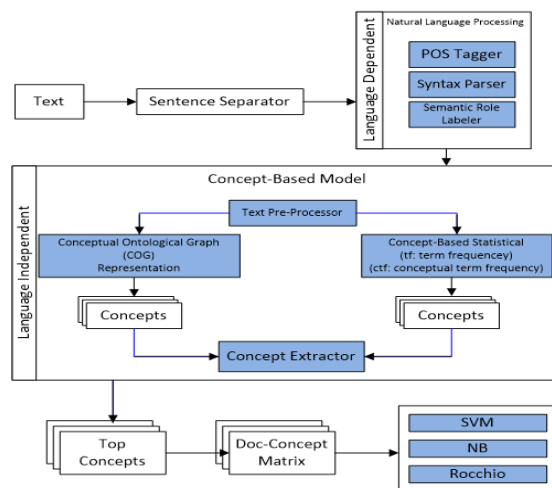 Natural Language Processing
Language Dependent
POS Tagger
Syntax Parser
Semantic Role
Labeler
Text
Sentence Separator
Language Independent
Concept-Based Model
Text Pre-Processor
Conceptual Ontological Graph
(COG)
Representation
Concept-Based Statistical
(tf: term frequencey)
(ctf: conceptual term frequency)
Concepts
Concepts
Concept Extractor
Top
Concepts
Doc-Concept
Matrix
SVM
NB
Rocchio